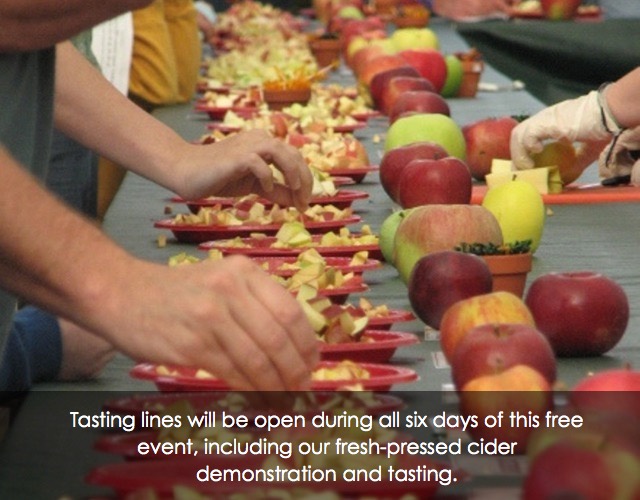 Tasting lines will be open during all six days of this free
event, including our fresh-pressed cider
demonstration and tasting.